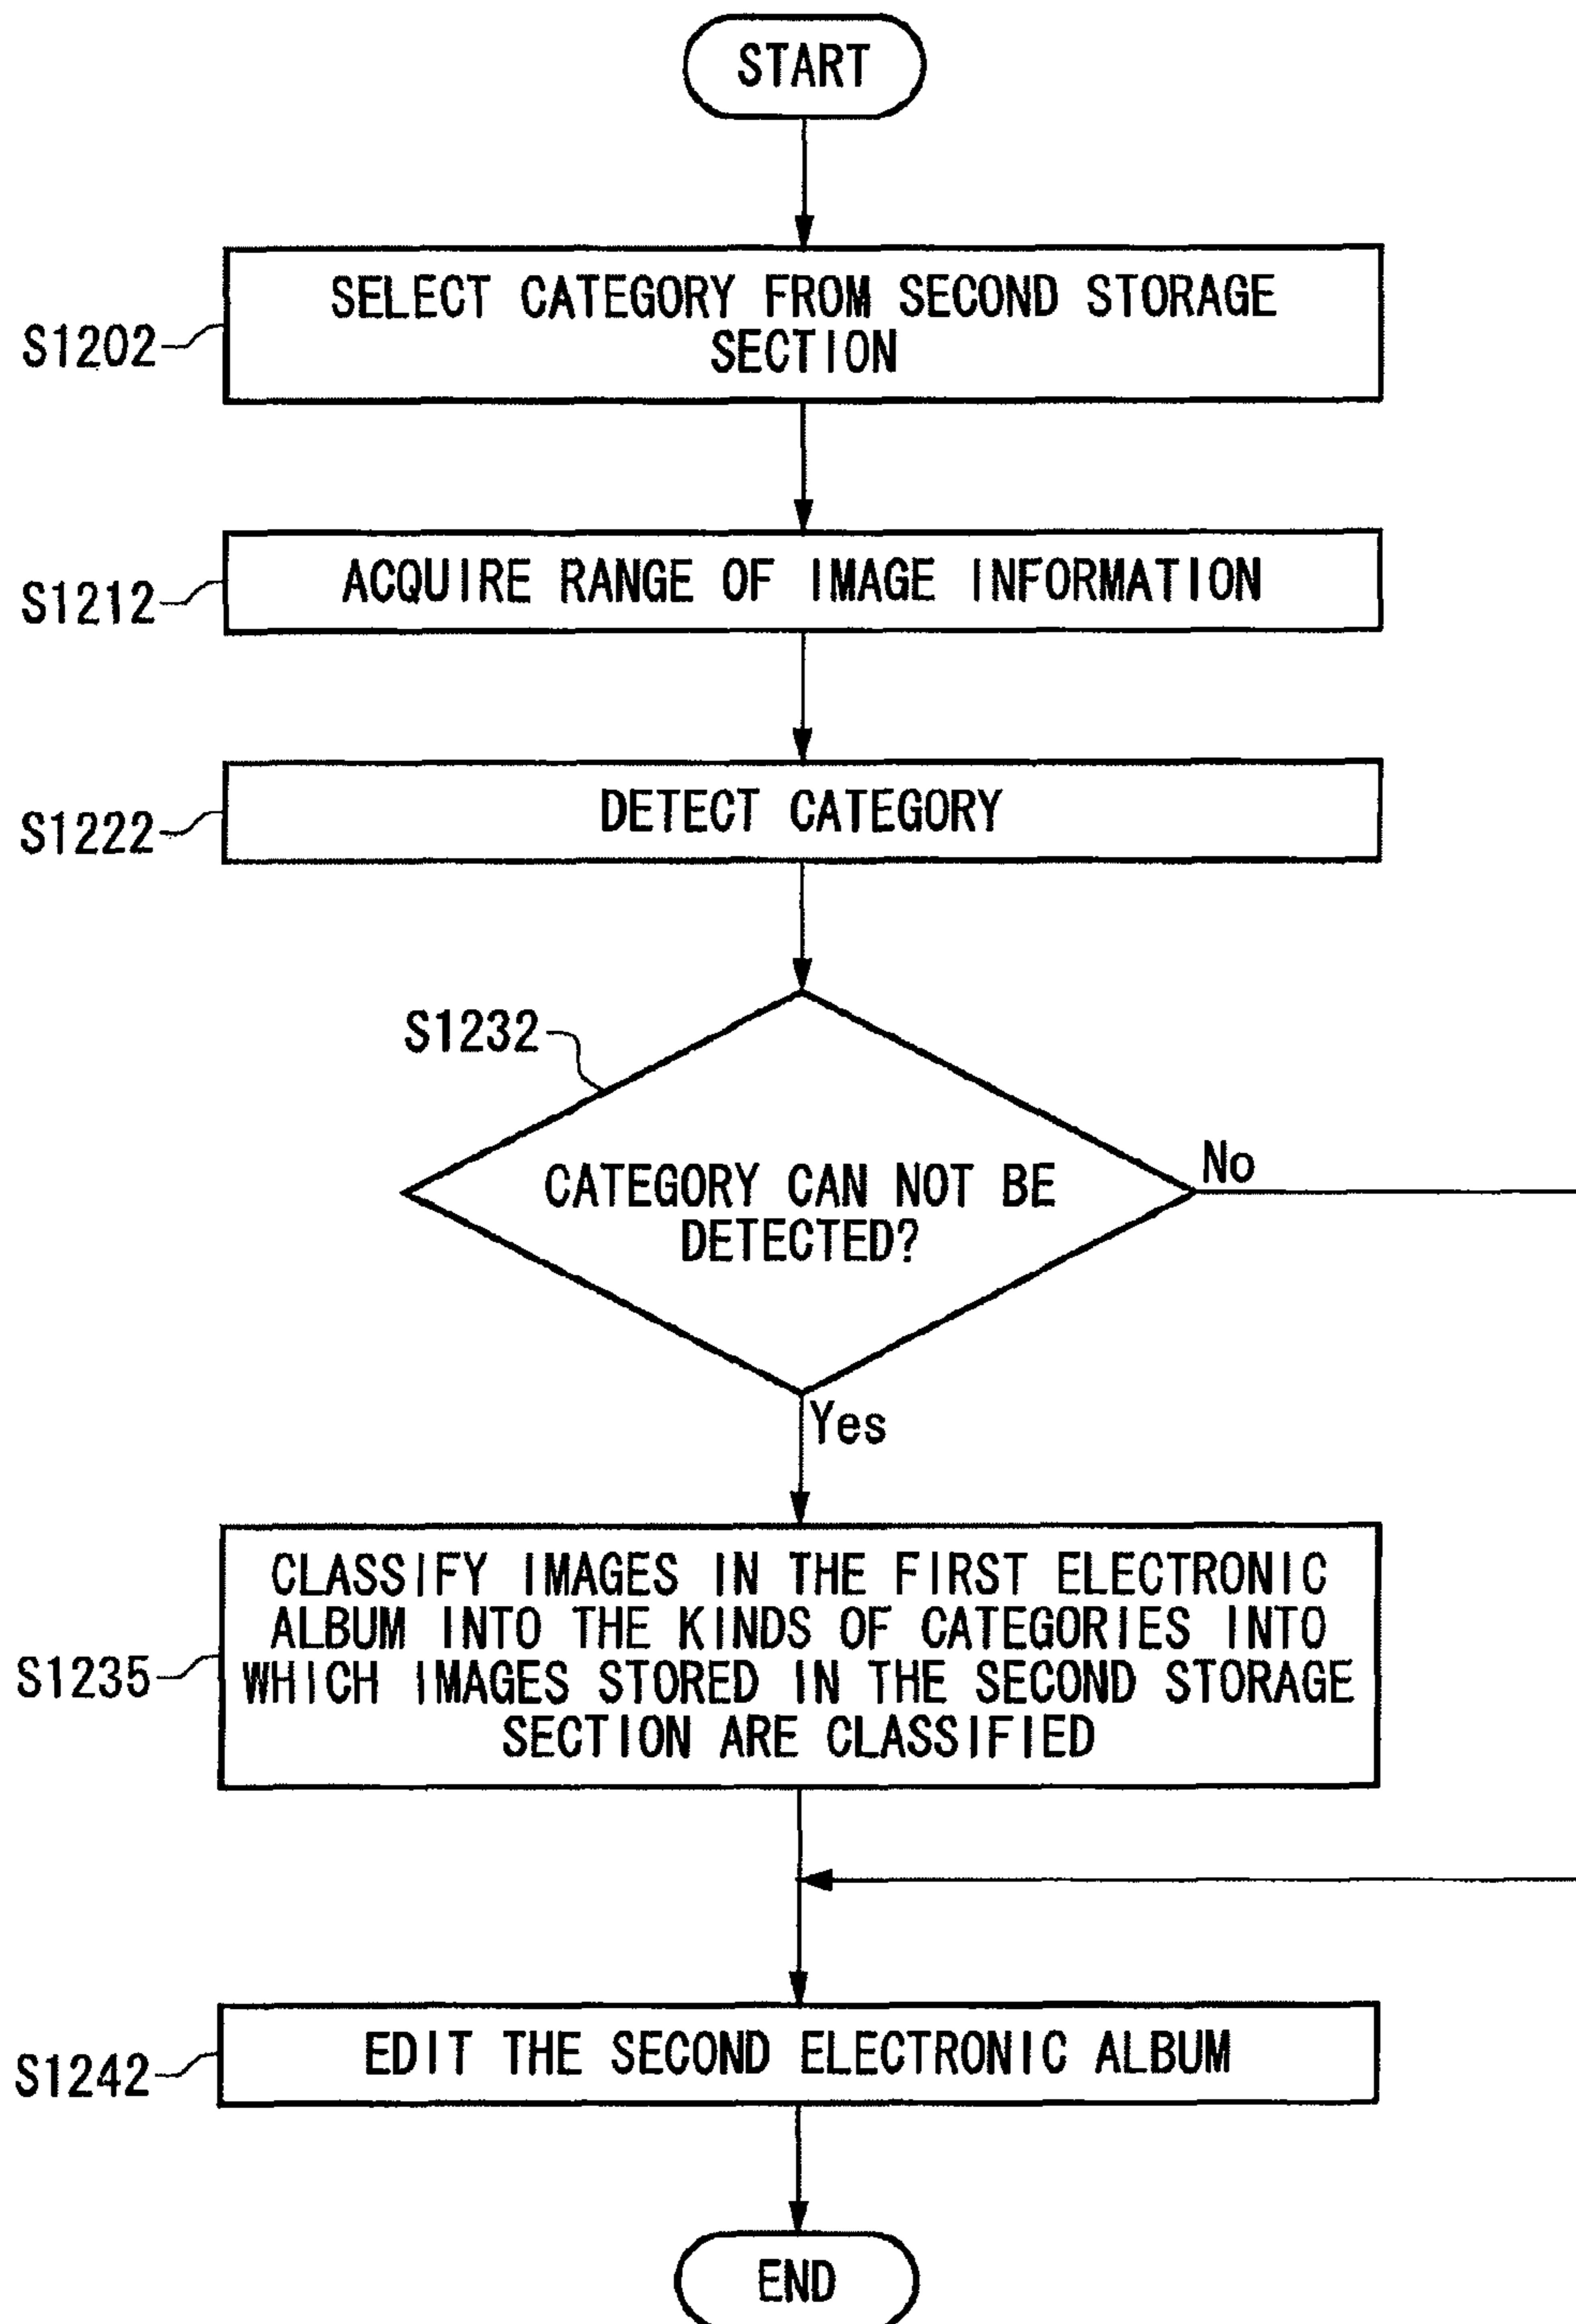 START
SELECT CATEGORY FROM SECOND STORAGE
SECTION
S1202
ACQUIRE RANGE OF IMAGE INFORMATION
S1212
DETECT CATEGORY
S1222
S1232
CATEGORY CAN NOT BE
DETECTED?
No
Yes
CLASSIFY IMAGES IN THE FIRST ELECTRONIC
ALBUM INTO THE KINDS OF CATEGORIES INTO
WHICH IMAGES STORED IN THE SECOND STORAGE
SECTION ARE CLASSIFIED
S1235
EDIT THE SECOND ELECTRONIC ALBUM
S1242
END